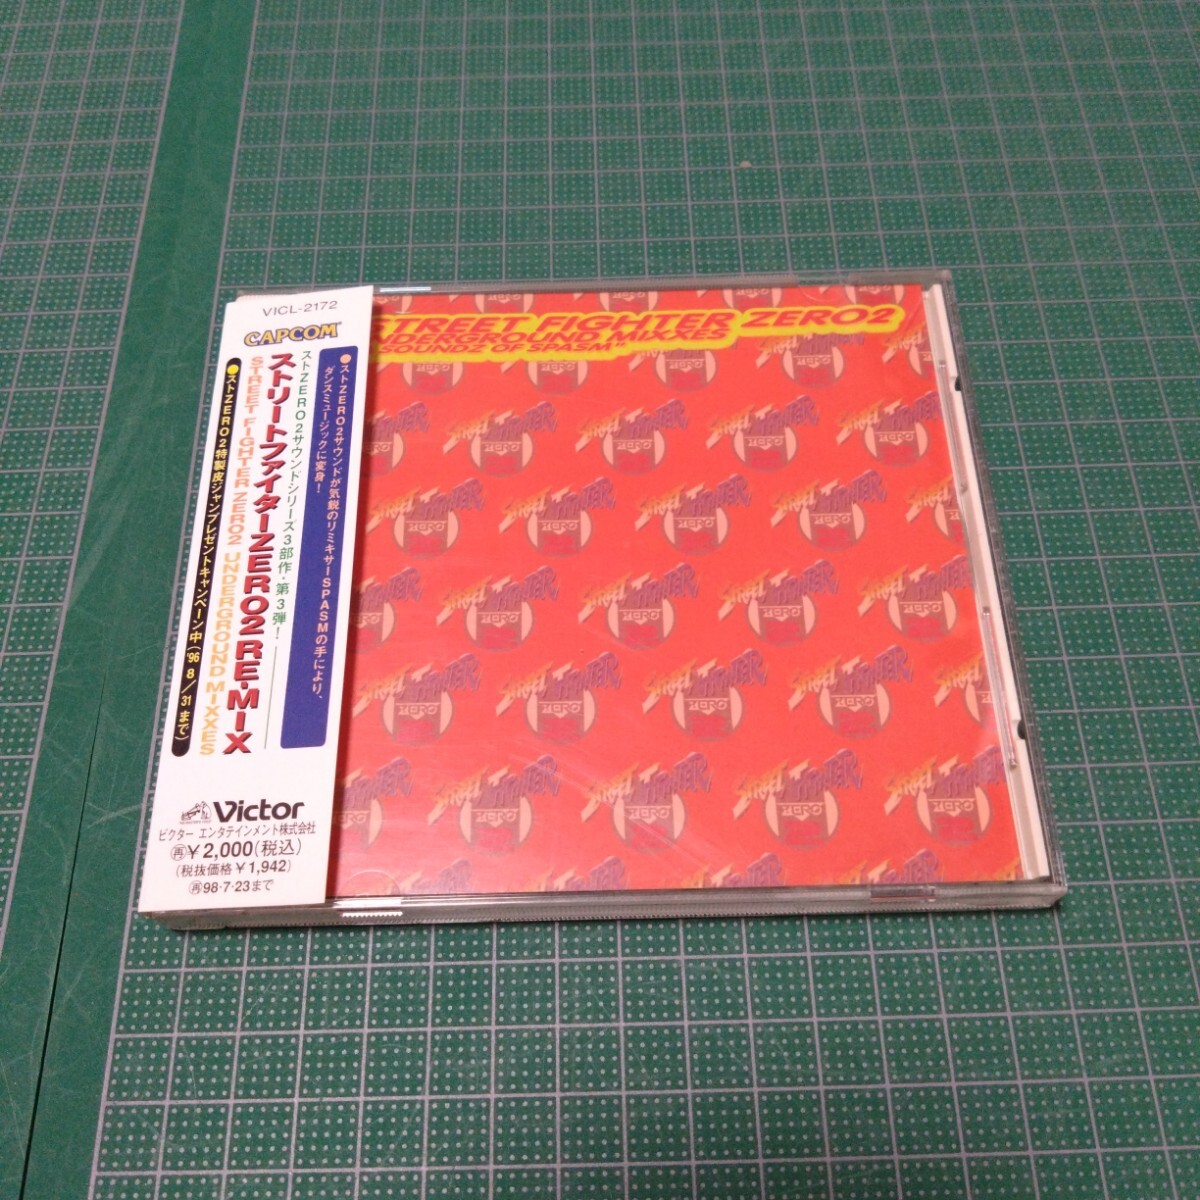 VICL-2172
CAPCOM
●ストZERO2サウンドが気鋭のリミキサーSPASMの手により、
ダンスミュージックに変身!
ストZERO2サウンドシリーズ3部作・第3弾!
ストリートファイターZERO2 RE-MIX
STREET FIGHTER ZERO2 UNDERGROUND MIXXES
●ストZERO2特製皮ジャンプレゼントキャンペーン中('96 8/31まで)
Victor
ビクター エンタテインメント株式会社
再¥2,000(税込)
(税抜価格¥1,942)
再98・7・23まで
STREET FIGHTER ZERO2
UNDERGROUND MIXXES
SOUNDZ OF SPASM"
STREET FIGHTER
ZERO